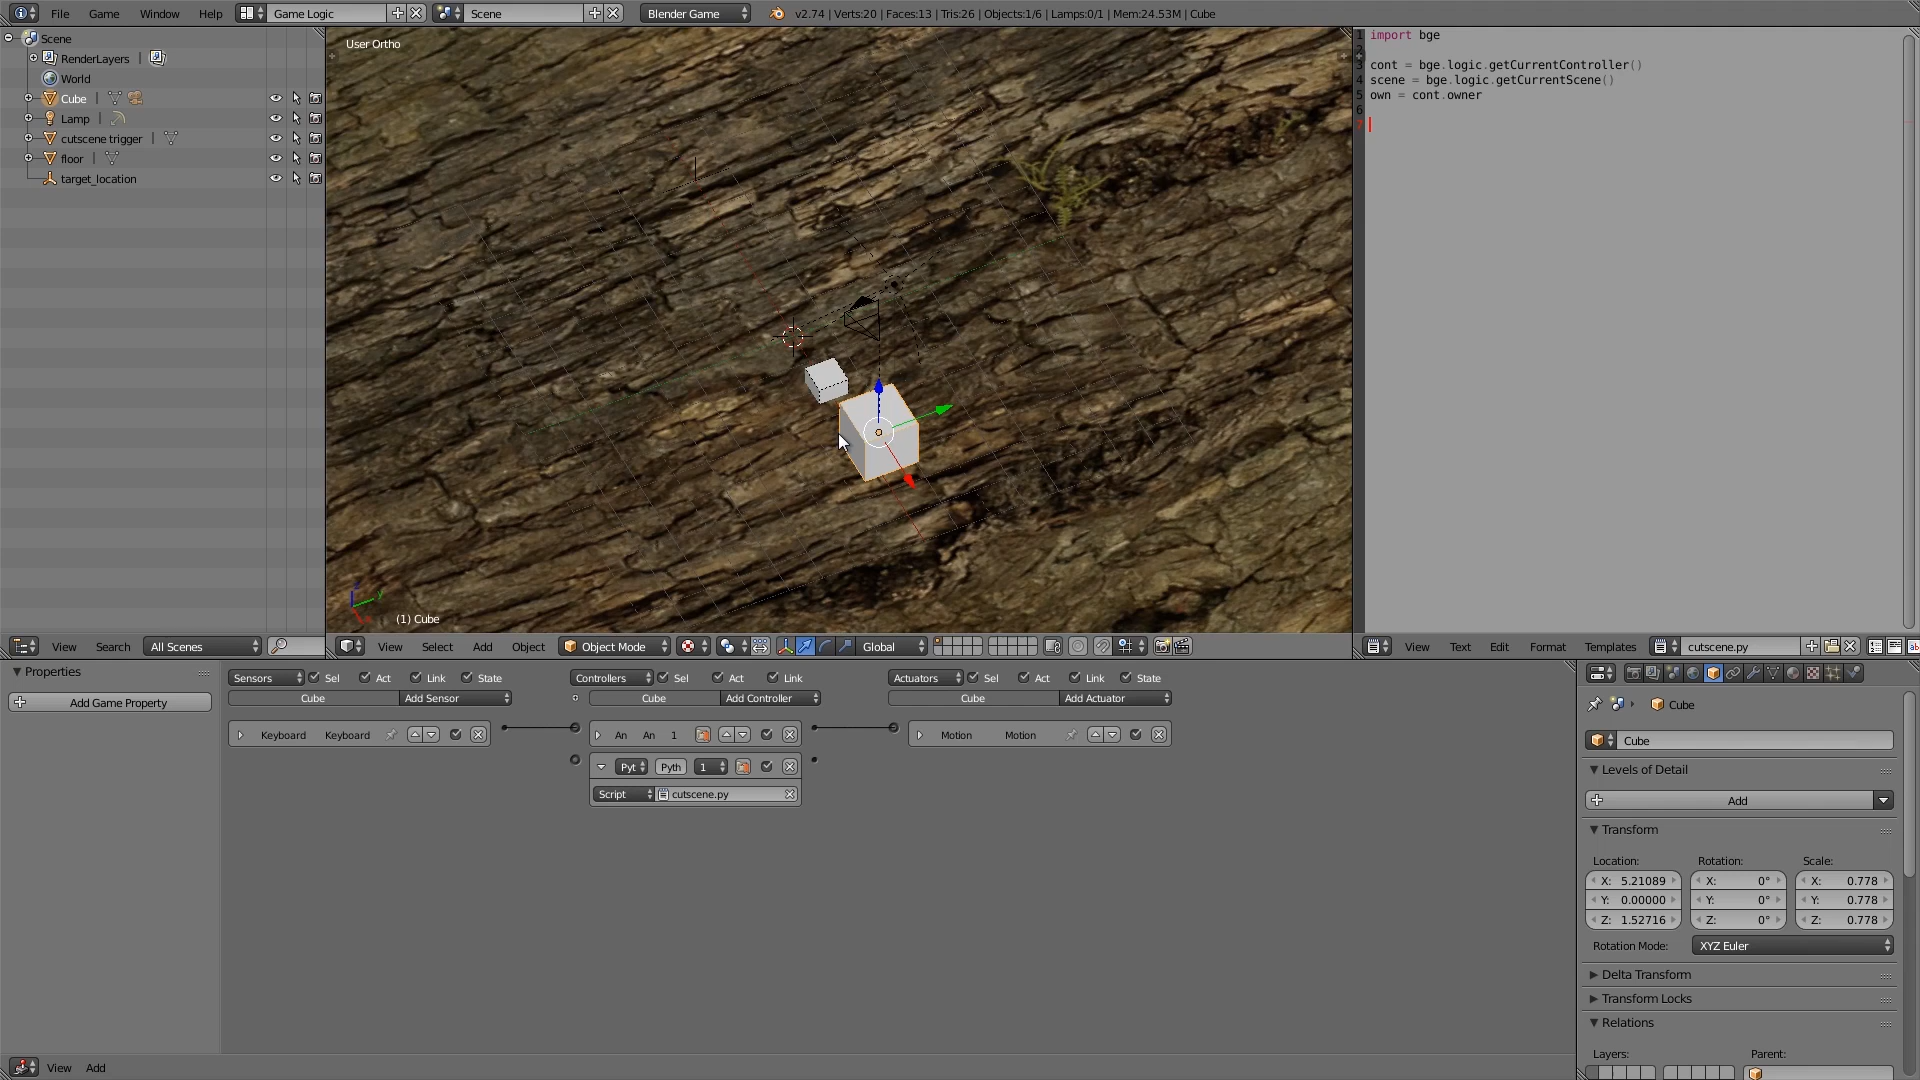 File Game Window Help Game Logic Scene Blender Game v2.74 | Verts:20 | Faces:13 | Tris:26 | Objects:1/6 | Lamps:0/1 | Mem:24.53M | Cube
Scene
RenderLayers |
World
Cube |
Lamp |
cutscene trigger |
floor |
target_location
User Ortho
(1) Cube
1 import bge
2
3 cont = bge.logic.getCurrentController()
4 scene = bge.logic.getCurrentScene()
5 own = cont.owner
6
7
View Search All Scenes
View Select Add Object Object Mode Global
View Text Edit Format Templates cutscene.py
Properties
Add Game Property
Sensors Sel Act Link State
Cube Add Sensor
Keyboard Keyboard
Controllers Sel Act Link
Cube Add Controller
An An 1
Pyt Pyth 1
Script cutscene.py
Actuators Sel Act Link State
Cube Add Actuator
Motion Motion
Cube
Cube
Levels of Detail
Add
Transform
Location: Rotation: Scale:
X: 5.21089 X: 0° X: 0.778
Y: 0.00000 Y: 0° Y: 0.778
Z: 1.52716 Z: 0° Z: 0.778
Rotation Mode: XYZ Euler
Delta Transform
Transform Locks
Relations
Layers: Parent:
View Add